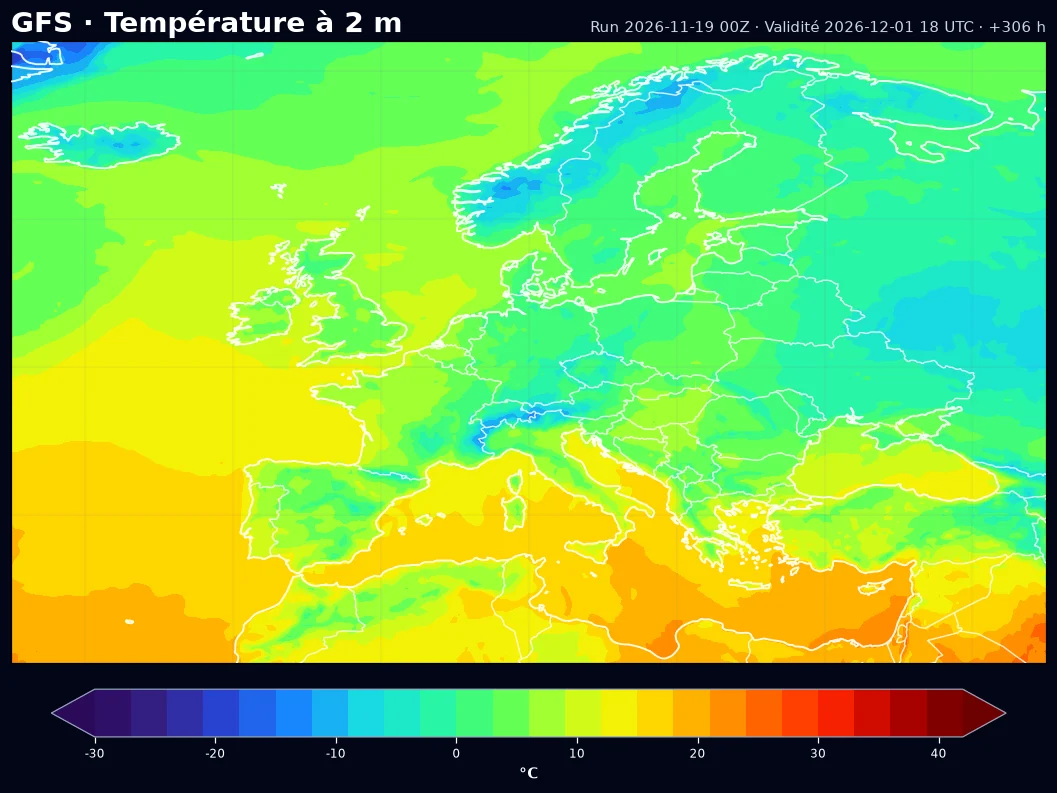 GFS · Température à 2 m
Run 2026-11-19 00Z · Validité 2026-12-01 18 UTC · +306 h
-30 -20 -10 0 10 20 30 40
°C